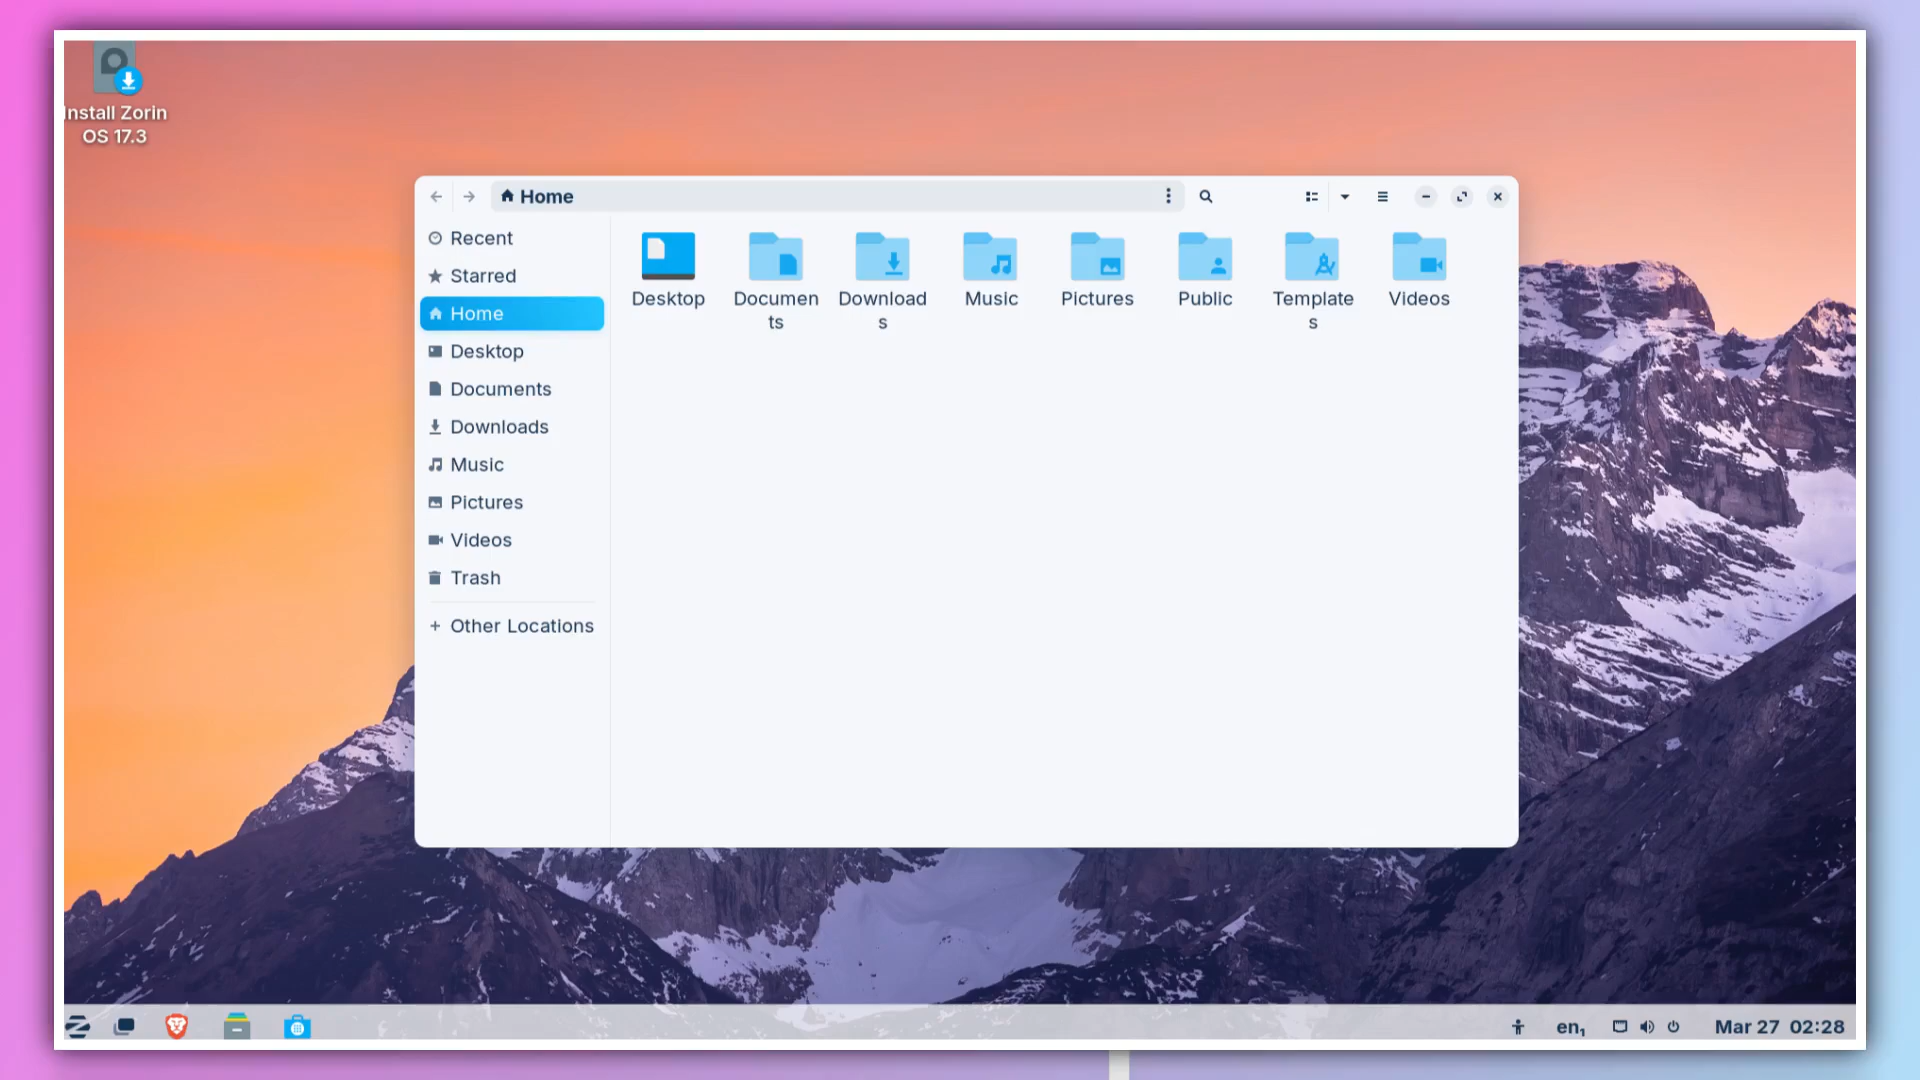 Install Zorin
OS 17.3
Home
Recent
Starred
Home
Desktop
Documents
Downloads
Music
Pictures
Videos
Trash
Other Locations
Desktop
Documen
ts
Download
s
Music
Pictures
Public
Template
s
Videos
en₁
Mar 27 02:28